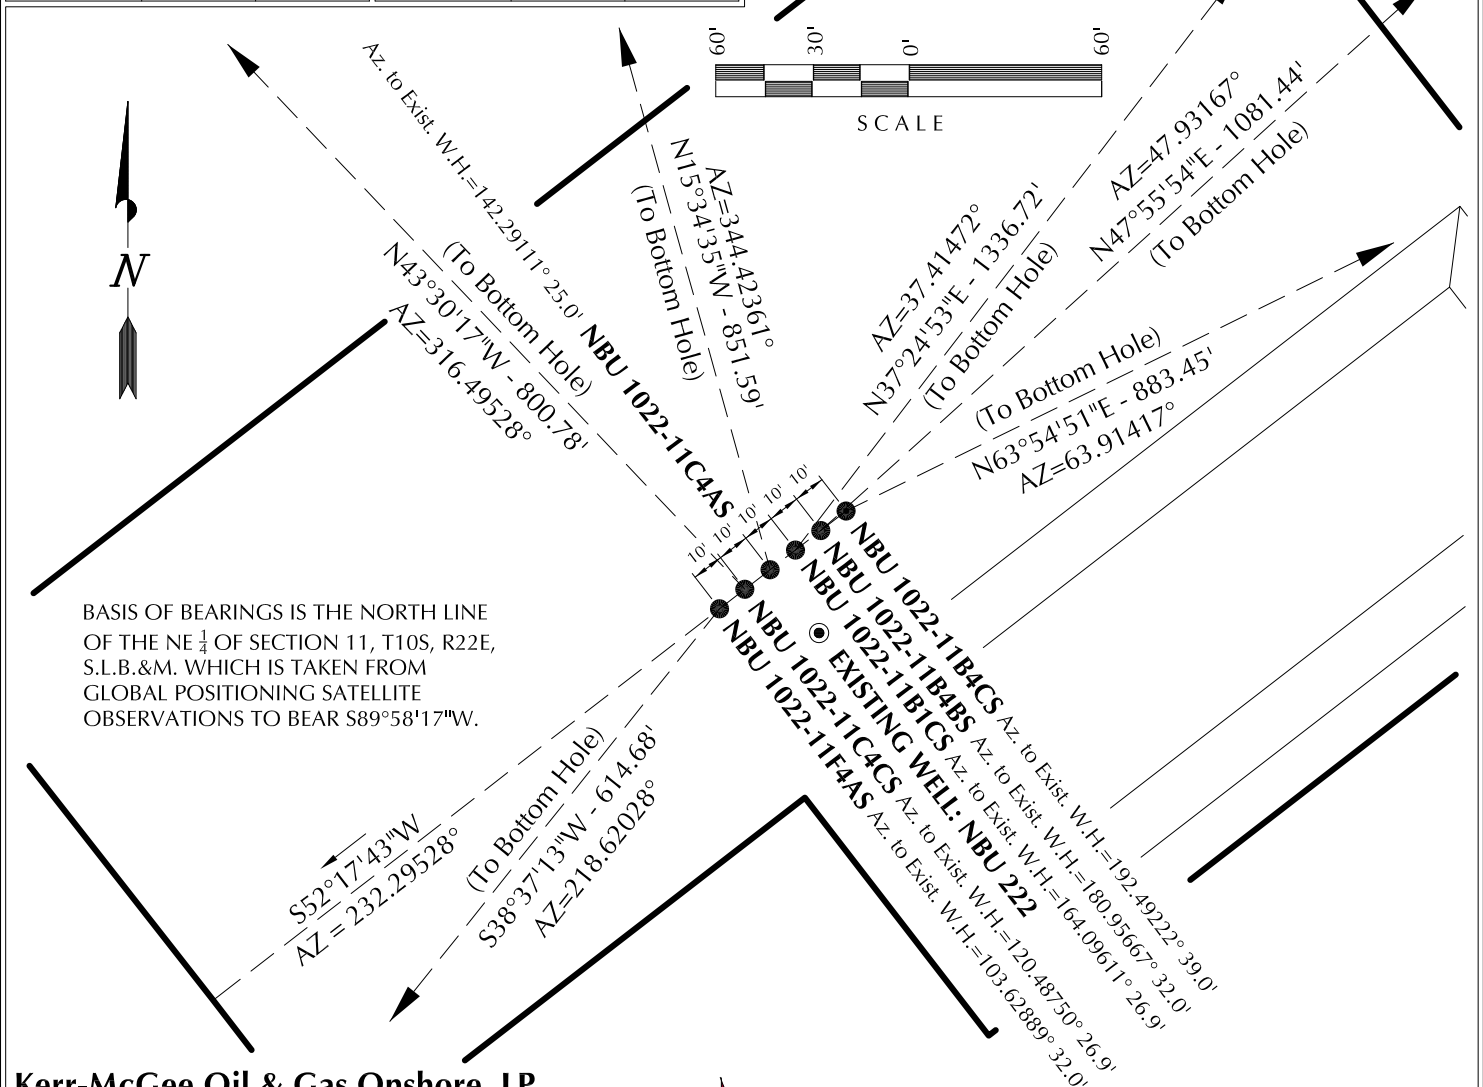 60'
30'
0'
60'
SCALE
N
Az. to Exist. W.H.=142.29111° 25.0'
NBU 1022-11C4AS
(To Bottom Hole)
N43°30'17"W - 800.78'
AZ=316.49528°
AZ=344.42361°
N15°34'35"W - 851.59'
(To Bottom Hole)
AZ=37.41472°
N37°24'53"E - 1336.72'
(To Bottom Hole)
AZ=47.93167°
N47°55'54"E - 1081.44'
(To Bottom Hole)
(To Bottom Hole)
N63°54'51"E - 883.45'
AZ=63.91417°
10'
10'
10'
10'
10'
NBU 1022-11B4CS Az. to Exist. W.H.=192.49222° 39.0'
NBU 1022-11B4BS Az. to Exist. W.H.=180.95667° 32.0'
NBU 1022-11B1CS Az. to Exist. W.H.=164.09611° 26.9'
EXISTING WELL: NBU 222
NBU 1022-11C4CS Az. to Exist. W.H.=120.48750° 26.9'
NBU 1022-11F4AS Az. to Exist. W.H.=103.62889° 32.0'
BASIS OF BEARINGS IS THE NORTH LINE
OF THE NE 1/4 OF SECTION 11, T10S, R22E,
S.L.B.&M. WHICH IS TAKEN FROM
GLOBAL POSITIONING SATELLITE
OBSERVATIONS TO BEAR S89°58'17"W.
S52°17'43"W
AZ = 232.29528°
(To Bottom Hole)
S38°37'13"W - 614.68'
AZ=218.62028°
Kerr-McGee Oil & Gas Onshore, LP